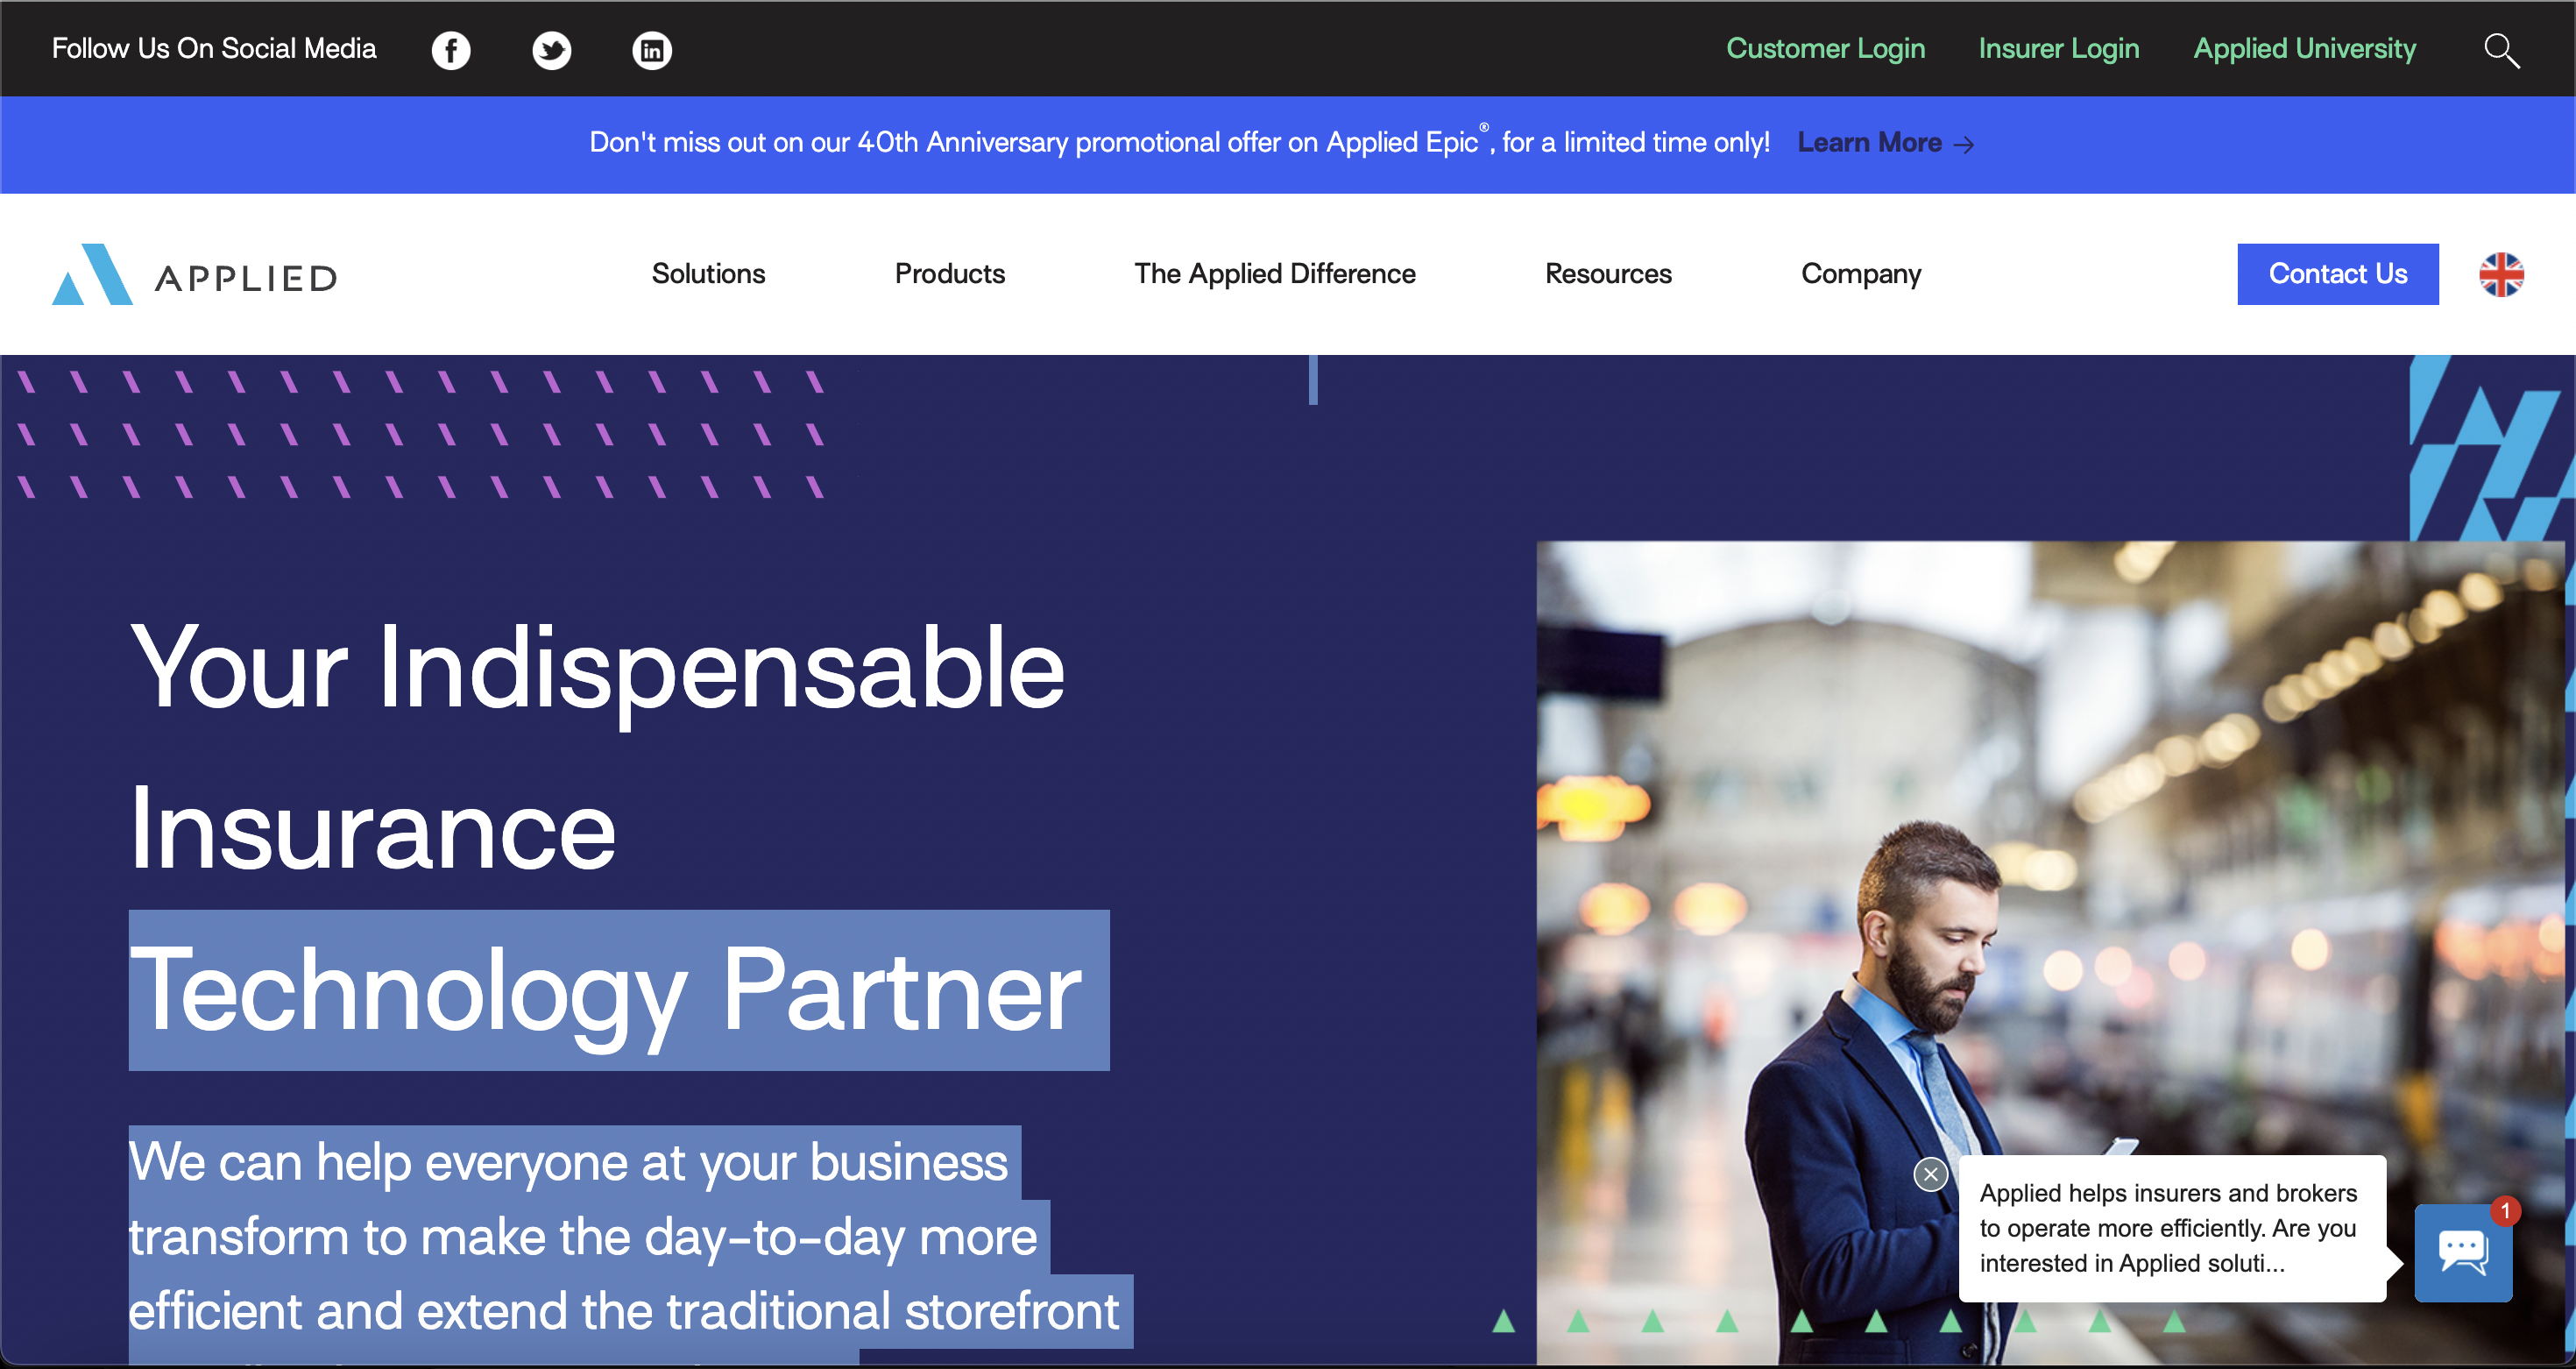 Follow Us On Social Media
Customer Login
Insurer Login
Applied University
Don't miss out on our 40th Anniversary promotional offer on Applied Epic®, for a limited time only! Learn More →
APPLIED
Solutions
Products
The Applied Difference
Resources
Company
Contact Us
Your Indispensable
Insurance
Technology Partner
We can help everyone at your business
transform to make the day-to-day more
efficient and extend the traditional storefront
Applied helps insurers and brokers
to operate more efficiently. Are you
interested in Applied soluti...
1